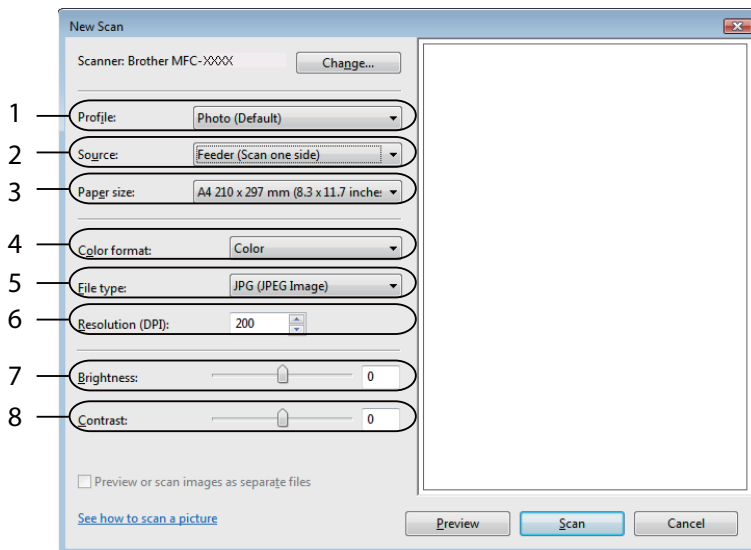 New Scan
Scanner: Brother MFC-XXXX Change...
1 Profile: Photo (Default)
2 Source: Feeder (Scan one side)
3 Paper size: A4 210 x 297 mm (8.3 x 11.7 inche:
4 Color format: Color
5 File type: JPG (JPEG Image)
6 Resolution (DPI): 200
7 Brightness: 0
8 Contrast: 0
Preview or scan images as separate files
See how to scan a picture Preview Scan Cancel